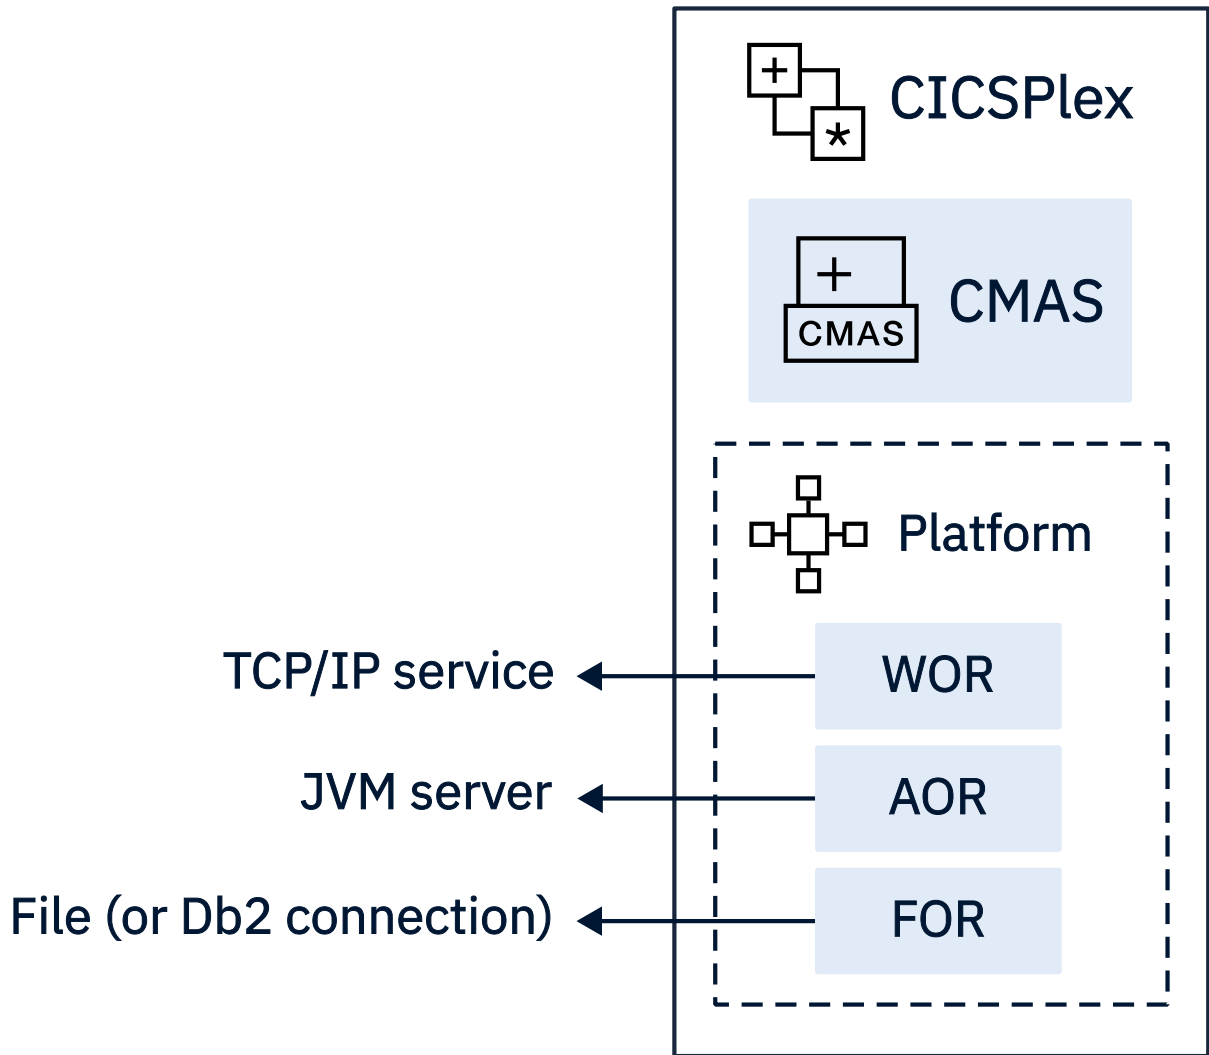 CICSPlex
CMAS
CMAS
Platform
TCP/IP service
WOR
JVM server
AOR
File (or Db2 connection)
FOR